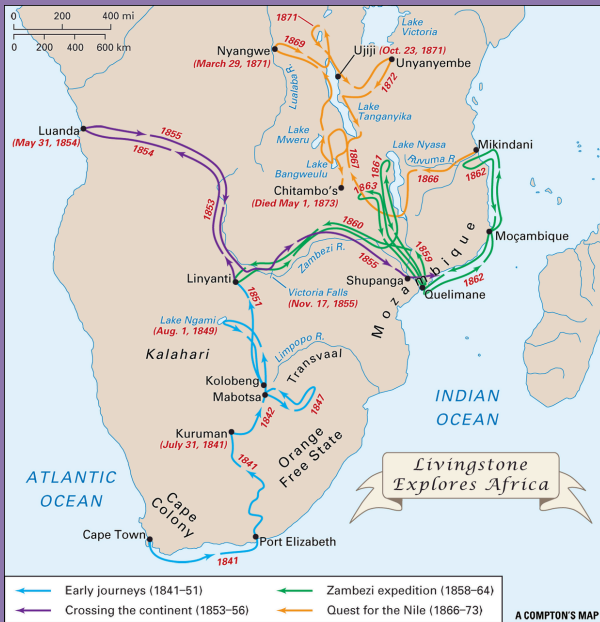 0 200 400 mi
0 200 400 600 km
1871
Lake
Victoria
Nyangwe
(March 29, 1871)
1869
Ujiji (Oct. 23, 1871)
Unyanyembe
1872
Lualaba R.
Lake
Tanganyika
Luanda
(May 31, 1854)
1855
1854
Lake
Mweru
Lake Nyasa
Mikindani
1867
1861
Ruvuma R.
1866
1862
Lake
Bangweulu
Chitambo's
(Died May 1, 1873)
1863
1853
1860
Zambezi R.
1859
Moçambique
Linyanti
1855
Shupanga
Mozambique
1851
Victoria Falls
(Nov. 17, 1855)
Quelimane
1862
Lake Ngami
(Aug. 1, 1849)
Kalahari
Limpopo R.
Transvaal
Kolobeng
Mabotsa
1847
1842
INDIAN
OCEAN
Kuruman
(July 31, 1841)
Orange
Free State
1841
ATLANTIC
OCEAN
Livingstone
Explores Africa
Cape
Colony
Cape Town
Port Elizabeth
1841
Early journeys (1841–51)
Zambezi expedition (1858–64)
Crossing the continent (1853–56)
Quest for the Nile (1866–73)
A COMPTON'S MAP